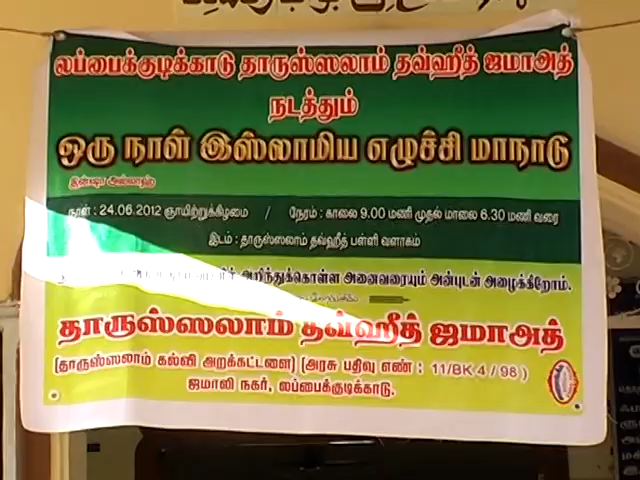 லப்பைக்குடிக்காடு தாருஸ்ஸலாம் தவ்ஹீத் ஜமாஅத்
நடத்தும்
ஒரு நாள் இஸ்லாமிய எழுச்சி மாநாடு
இன்ஷா அல்லாஹ்
நாள் : 24.06.2012 ஞாயிற்றுக்கிழமை / நேரம் : காலை 9.00 மணி முதல் மாலை 6.30 மணி வரை
இடம் : தாருஸ்ஸலாம் தவ்ஹீத் பள்ளி வளாகம்
அறிந்துக்கொள்ள அனைவரையும் அன்புடன் அழைக்கிறோம்.
தாருஸ்ஸலாம் தவ்ஹீத் ஜமாஅத்
(தாருஸ்ஸலாம் கல்வி அறக்கட்டளை) (அரசு பதிவு எண் : 11/BK 4 / 98 )
ஜமாலி நகர், லப்பைக்குடிக்காடு.